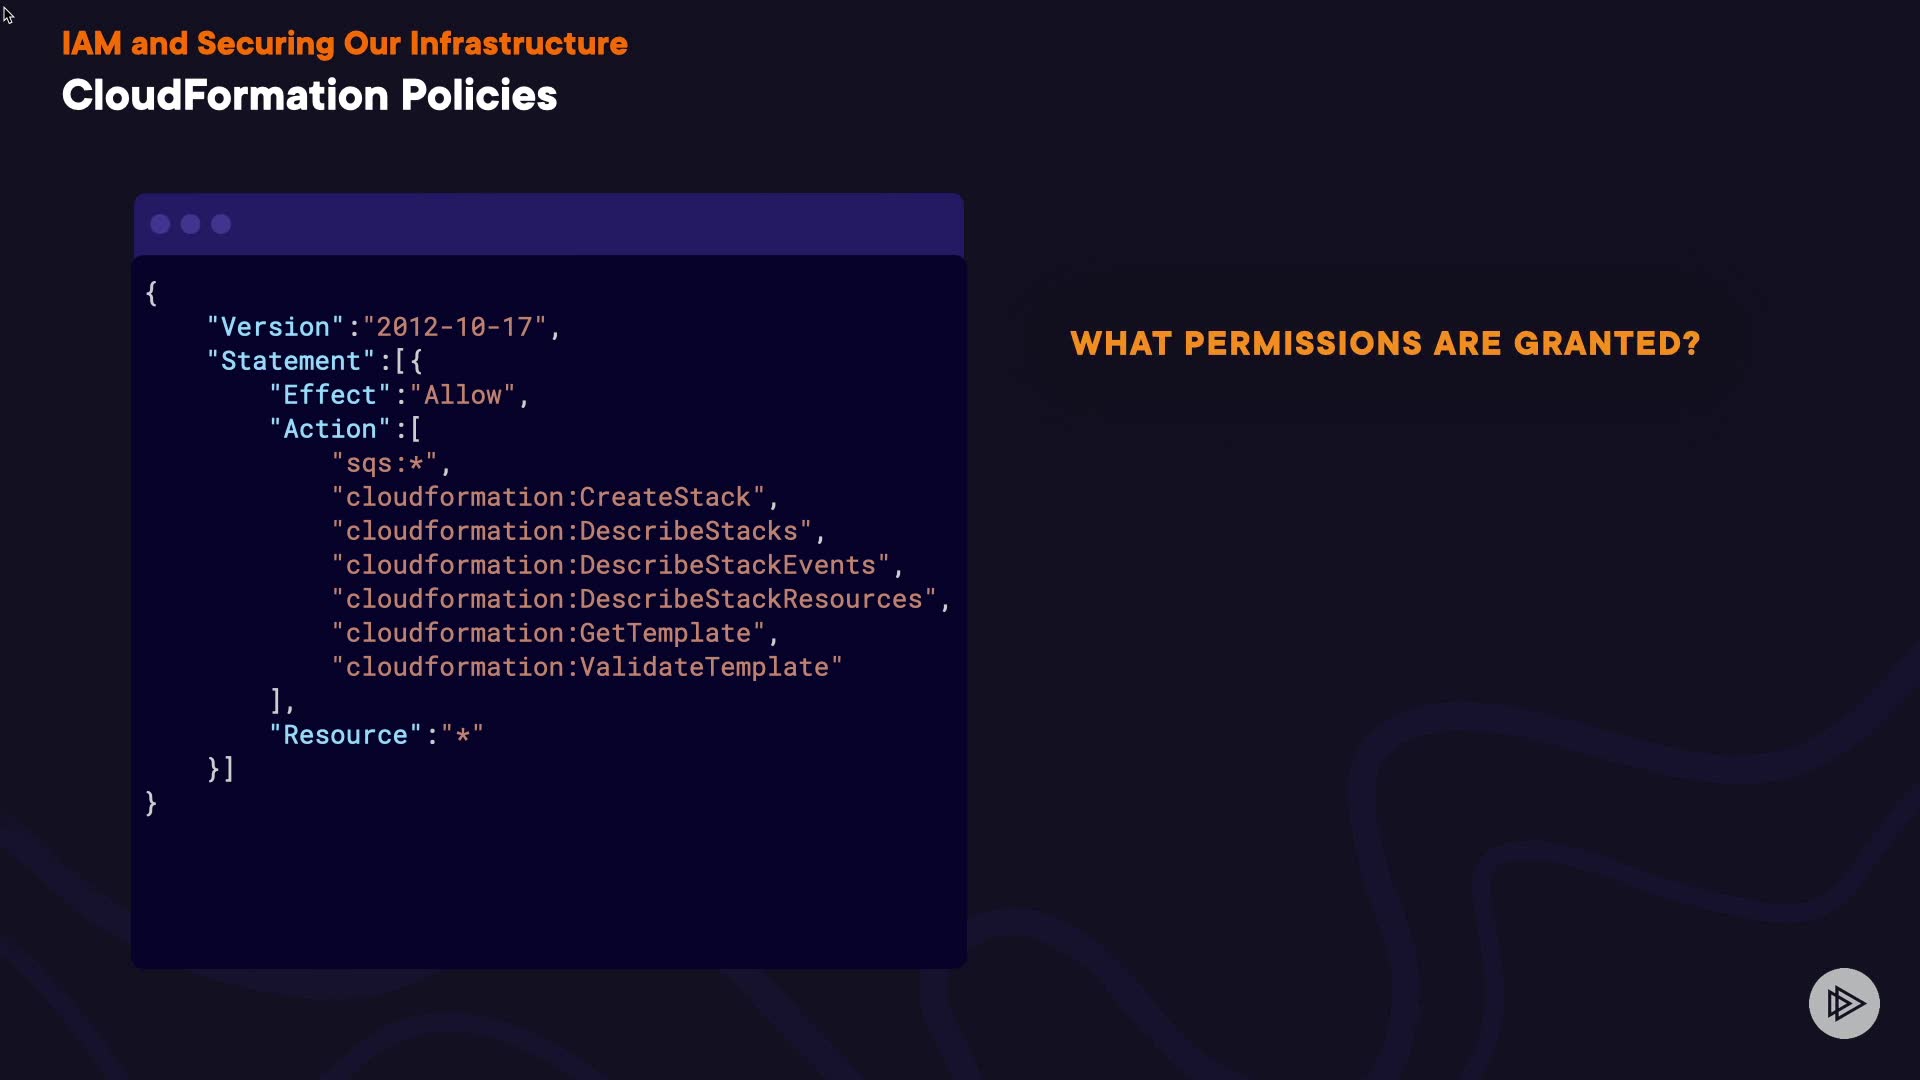 IAM and Securing Our Infrastructure
CloudFormation Policies
{
"Version":"2012-10-17",
"Statement":[{
"Effect":"Allow",
"Action":[
"sqs:*",
"cloudformation:CreateStack",
"cloudformation:DescribeStacks",
"cloudformation:DescribeStackEvents",
"cloudformation:DescribeStackResources",
"cloudformation:GetTemplate",
"cloudformation:ValidateTemplate"
],
"Resource":"*"
}]
}
WHAT PERMISSIONS ARE GRANTED?